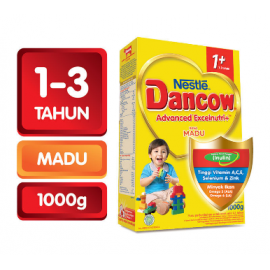 1-3
TAHUN
MADU
1000g
1+
Nestlé
Dancow
Advanced Excelnutri+
MADU
Tinggi Vitamin A,C,E,
Selenium & Zink
Minyak Ikan
1000g